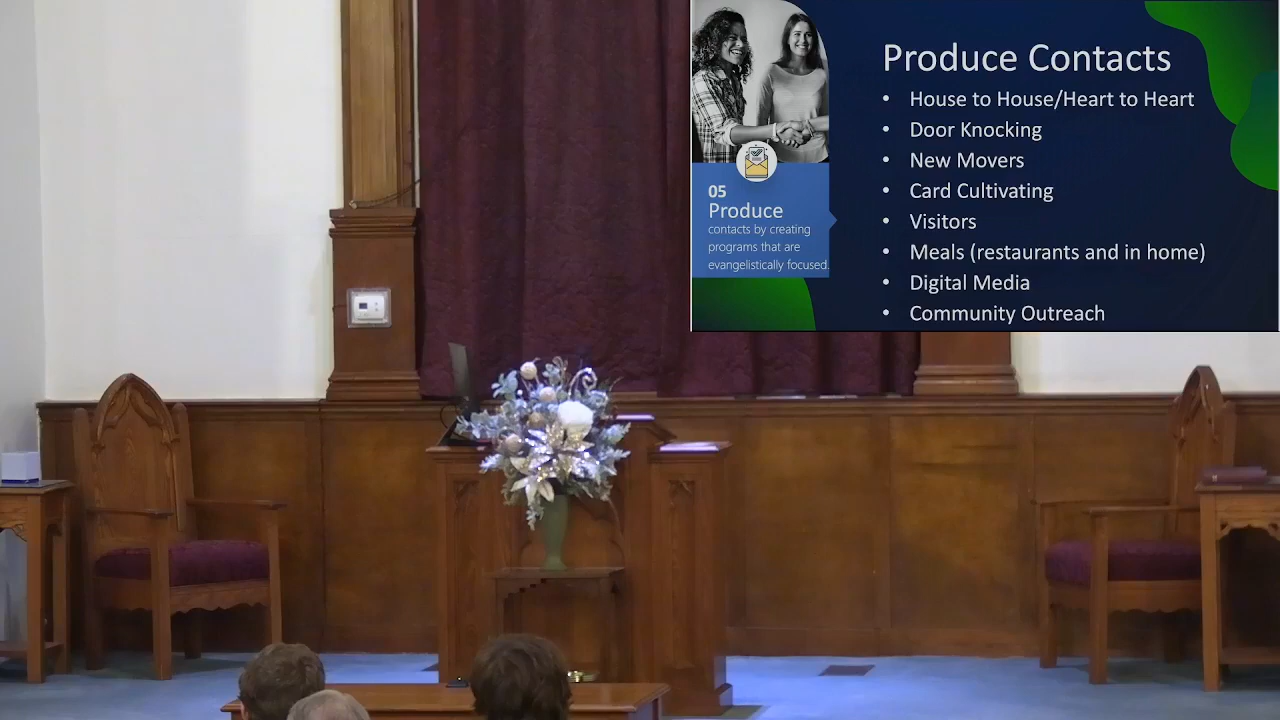 Produce Contacts
• House to House/Heart to Heart
• Door Knocking
• New Movers
• Card Cultivating
• Visitors
• Meals (restaurants and in home)
• Digital Media
• Community Outreach
05
Produce
contacts by creating
programs that are
evangelistically focused.